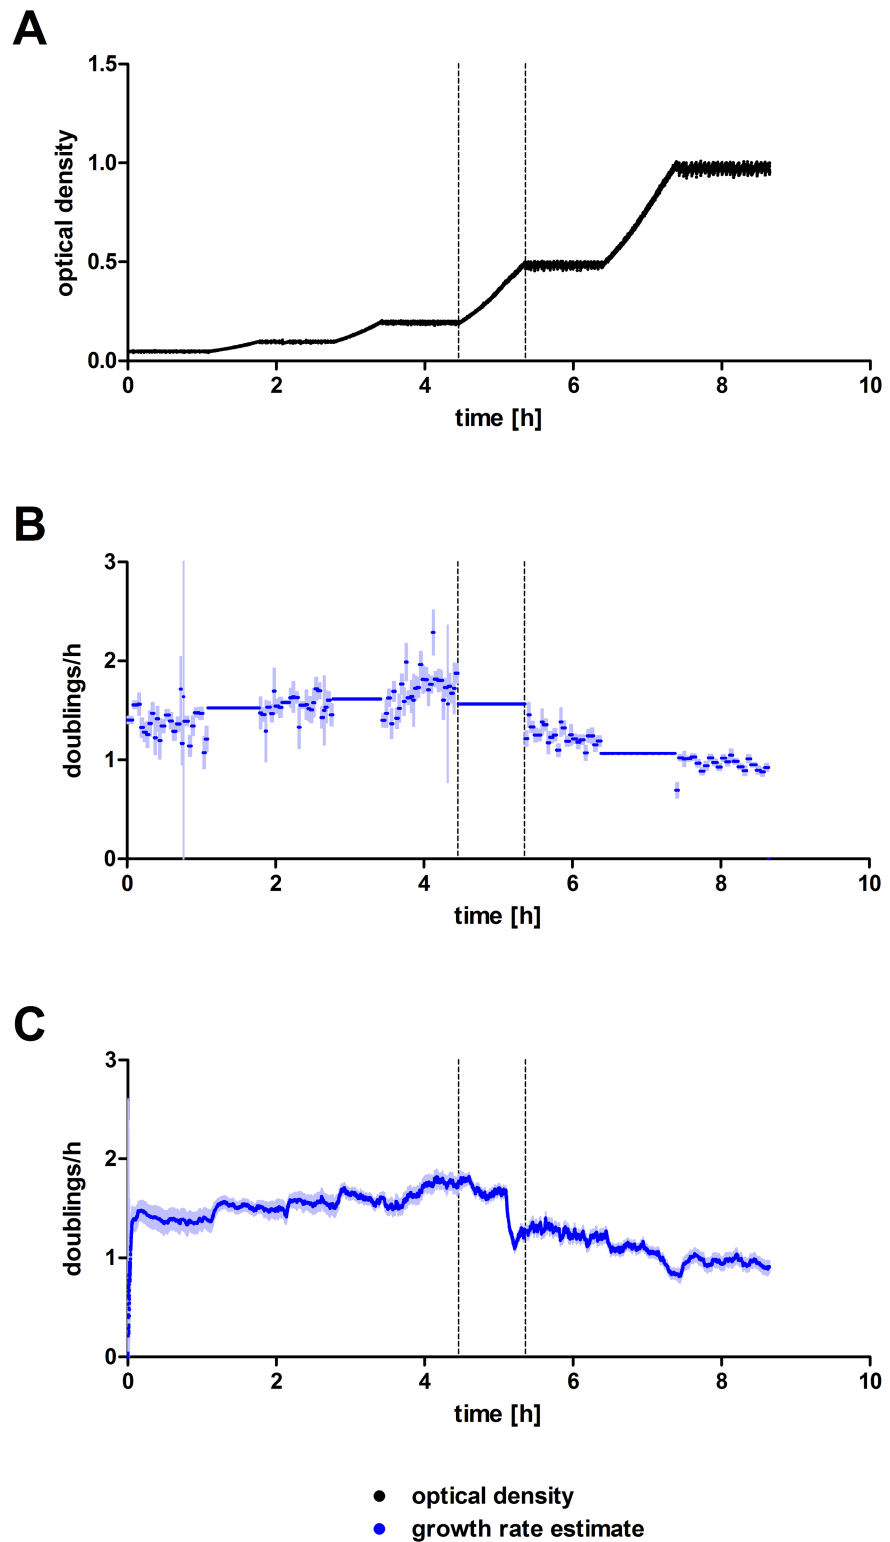 A
1.5
1.0
0.5
0.0
optical density
0 2 4 6 8 10
time [h]
B
3
2
1
0
doublings/h
0 2 4 6 8 10
time [h]
C
3
2
1
0
doublings/h
0 2 4 6 8 10
time [h]
optical density
growth rate estimate